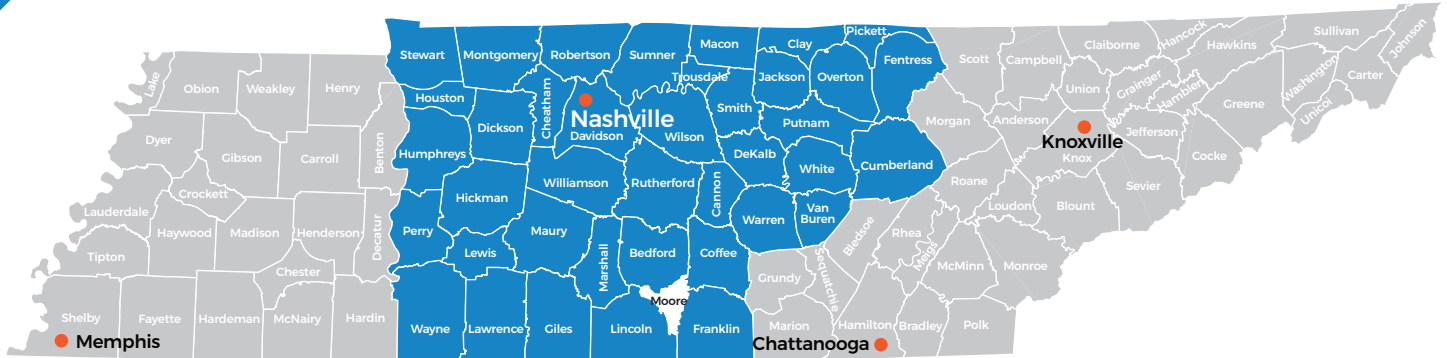 Lake
Obion
Weakley
Henry
Dyer
Gibson
Carroll
Benton
Crockett
Lauderdale
Haywood
Madison
Henderson
Decatur
Tipton
Chester
Shelby
Fayette
Hardeman
McNairy
Hardin
Memphis
Stewart
Montgomery
Robertson
Sumner
Macon
Clay
Pickett
Fentress
Trousdale
Jackson
Overton
Houston
Cheatham
Smith
Dickson
Nashville
Davidson
Wilson
Putnam
Humphreys
DeKalb
White
Cumberland
Williamson
Rutherford
Cannon
Hickman
Warren
Van
Buren
Perry
Maury
Lewis
Marshall
Bedford
Coffee
Moore
Wayne
Lawrence
Giles
Lincoln
Franklin
Scott
Campbell
Claiborne
Hancock
Hawkins
Sullivan
Johnson
Union
Grainger
Hamblen
Washington
Carter
Unicoi
Greene
Morgan
Anderson
Knoxville
Knox
Jefferson
Cocke
Roane
Loudon
Blount
Sevier
Bledsoe
Rhea
Meigs
McMinn
Monroe
Sequatchie
Grundy
Marion
Hamilton
Bradley
Polk
Chattanooga